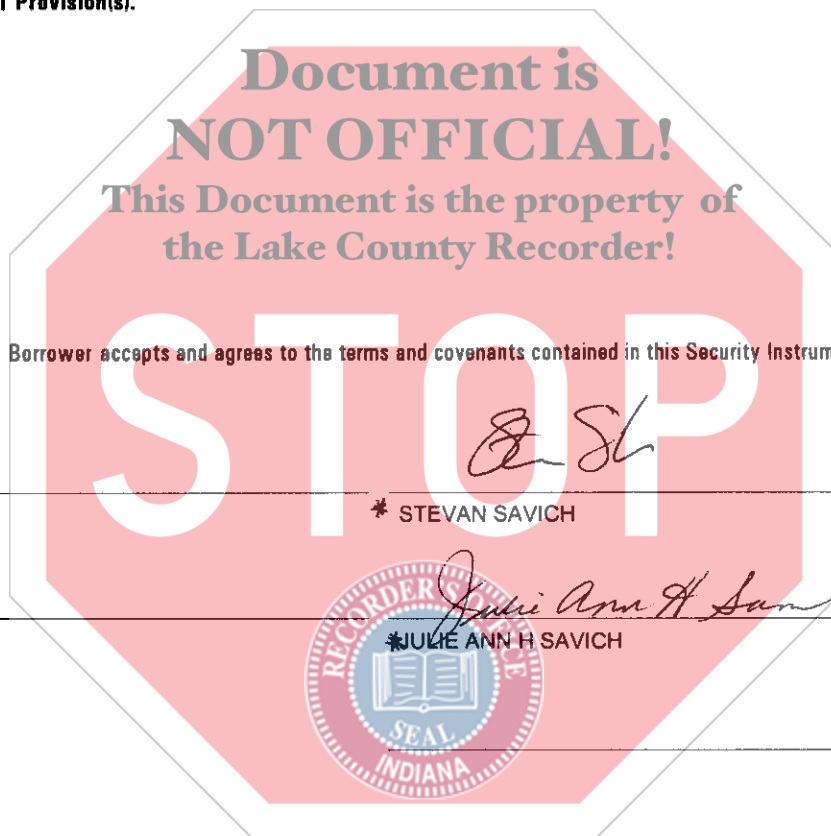 Provision(s).
Document is
NOT OFFICIAL!
This Document is the property of
the Lake County Recorder!
STOP
Borrower accepts and agrees to the terms and covenants contained in this Security
* STEVAN SAVICH
Julie Ann H
*JULIE ANN H SAVICH
RECORDER'S OFFICE
SEAL
INDIANA